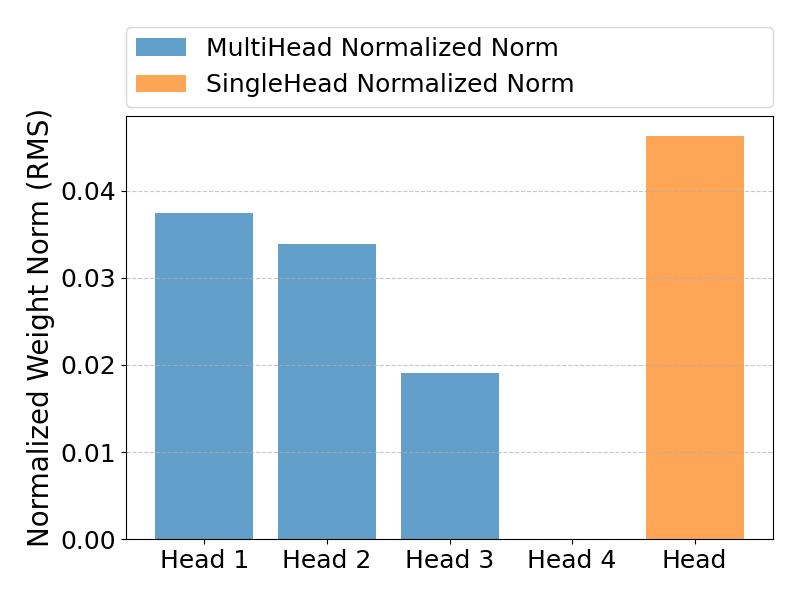 MultiHead Normalized Norm
SingleHead Normalized Norm
Normalized Weight Norm (RMS)
0.04
0.03
0.02
0.01
0.00
Head 1 Head 2 Head 3 Head 4 Head